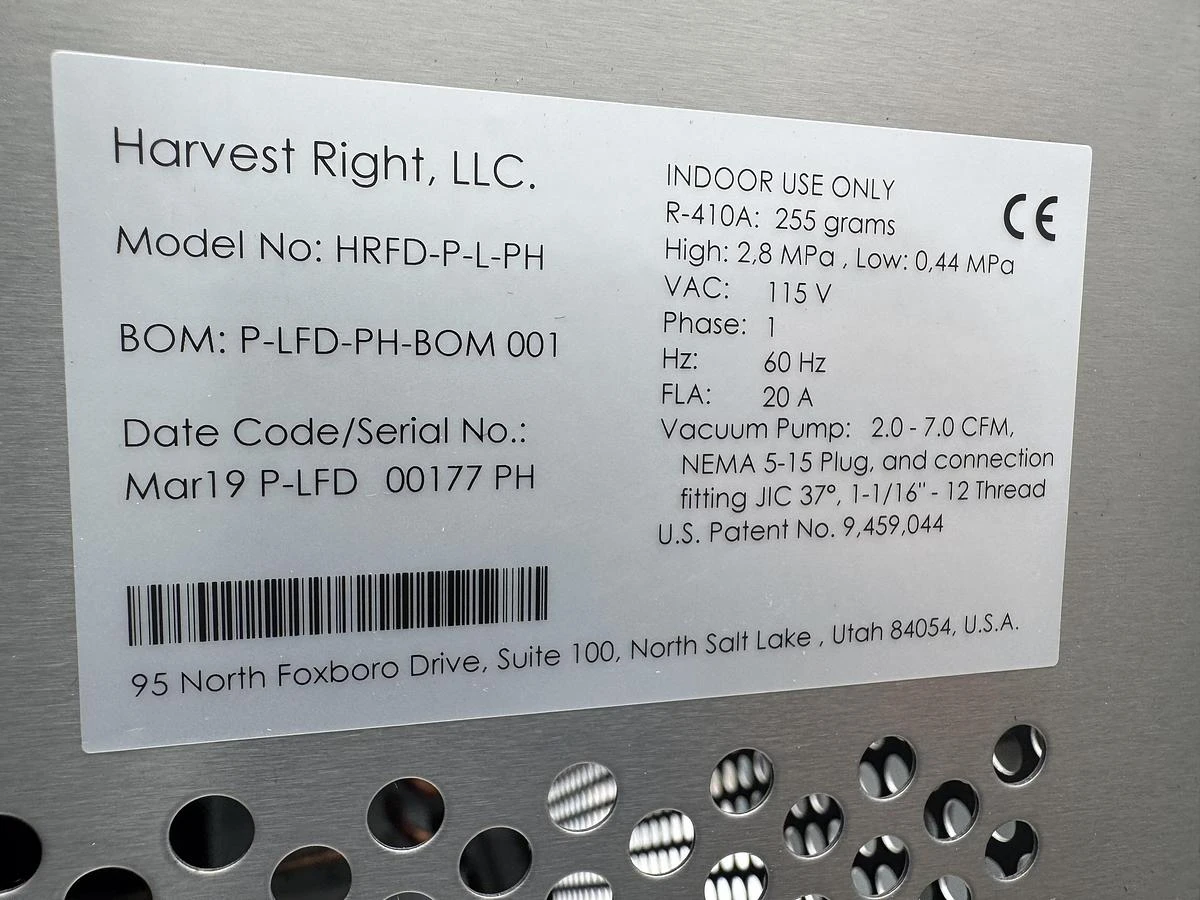 Harvest Right, LLC.
Model No: HRFD-P-L-PH
BOM: P-LFD-PH-BOM 001
Date Code/Serial No.:
Mar19 P-LFD 00177 PH
INDOOR USE ONLY
R-410A: 255 grams
CE
High: 2,8 MPa , Low: 0,44 MPa
VAC: 115 V
Phase: 1
Hz: 60 Hz
FLA: 20 A
Vacuum Pump: 2.0 - 7.0 CFM,
NEMA 5-15 Plug, and connection
fitting JIC 37°, 1-1/16" - 12 Thread
U.S. Patent No. 9,459,044
95 North Foxboro Drive, Suite 100, North Salt Lake , Utah 84054, U.S.A.